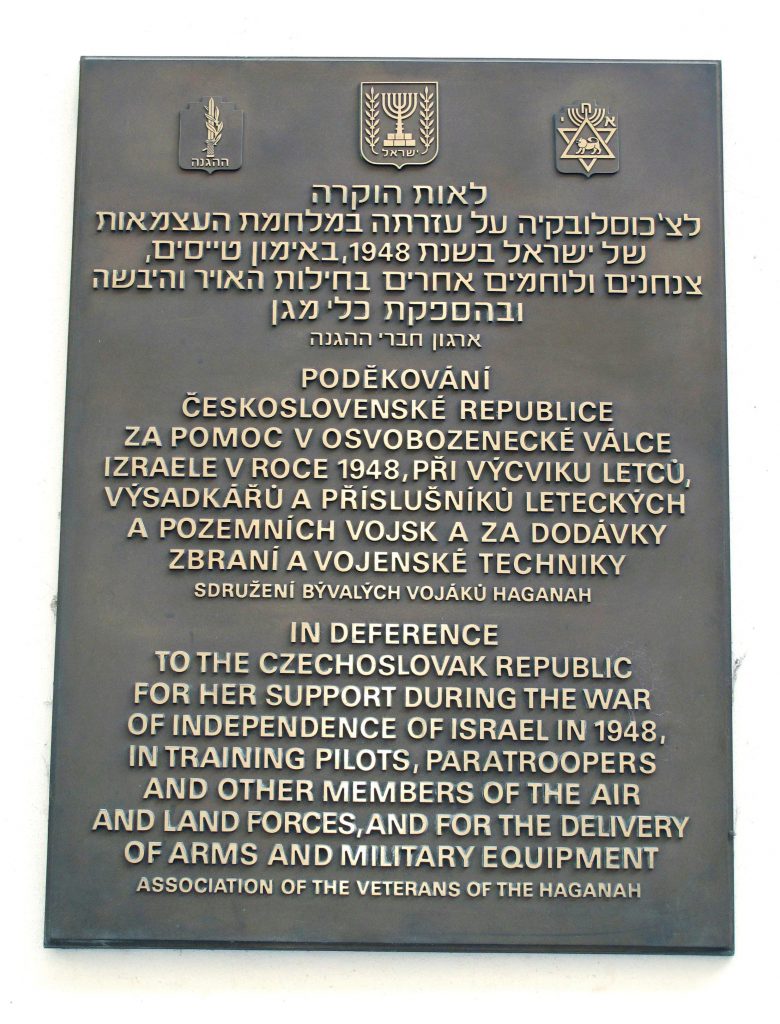 ההגנה
ישראל
א
י
לאות הוקרה
לצ'כוסלובקיה על עזרתה במלחמת העצמאות
של ישראל בשנת 1948, באימון טייסים,
צנחנים ולוחמים אחרים בחילות האויר והיבשה
ובהספקת כלי מגן
ארגון חברי ההגנה
PODĚKOVÁNÍ
ČESKOSLOVENSKÉ REPUBLICE
ZA POMOC V OSVOBOZENECKÉ VÁLCE
IZRAELE V ROCE 1948, PŘI VÝCVIKU LETCŮ,
VÝSADKÁŘŮ A PŘÍSLUŠNÍKŮ LETECKÝCH
A POZEMNÍCH VOJSK A ZA DODÁVKY
ZBRANÍ A VOJENSKÉ TECHNIKY
SDRUŽENÍ BÝVALÝCH VOJÁKŮ HAGANAH
IN DEFERENCE
TO THE CZECHOSLOVAK REPUBLIC
FOR HER SUPPORT DURING THE WAR
OF INDEPENDENCE OF ISRAEL IN 1948,
IN TRAINING PILOTS, PARATROOPERS
AND OTHER MEMBERS OF THE AIR
AND LAND FORCES, AND FOR THE DELIVERY
OF ARMS AND MILITARY EQUIPMENT
ASSOCIATION OF THE VETERANS OF THE HAGANAH